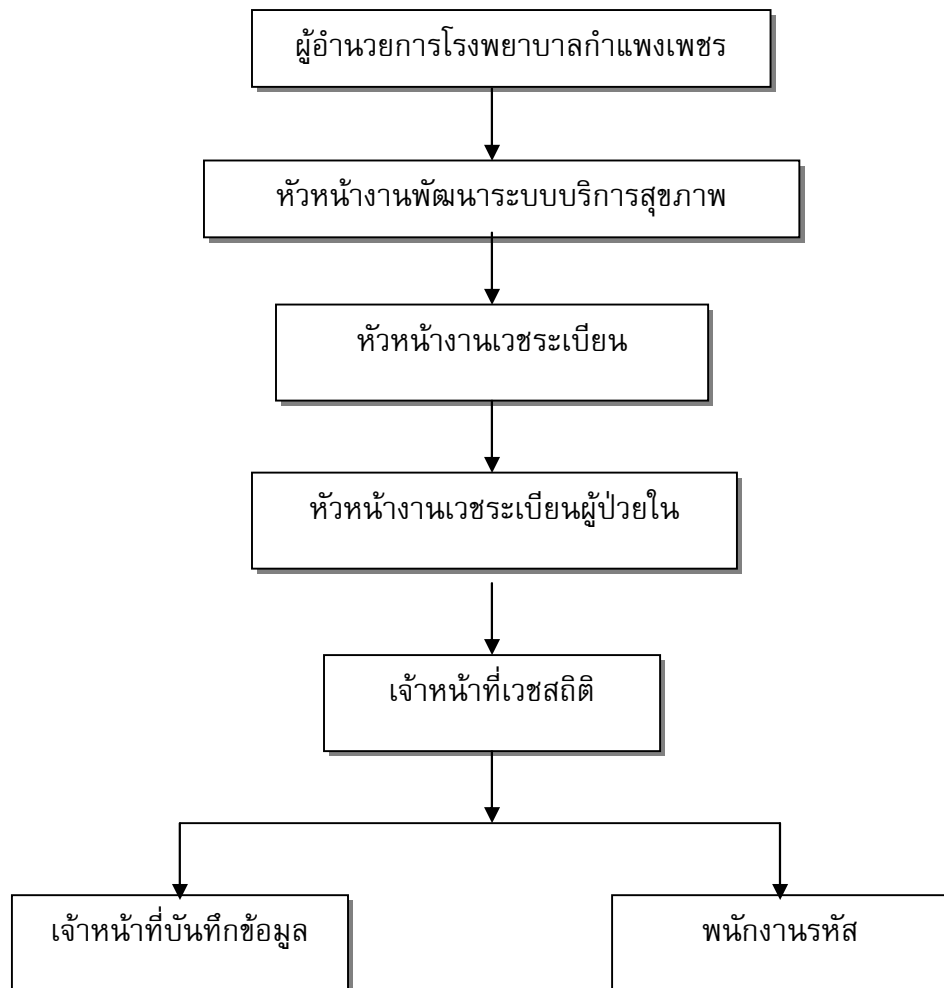 ผู้อำนวยการโรงพยาบาลกำแพงเพชร
หัวหน้างานพัฒนาระบบบริการสุขภาพ
หัวหน้างานเวชระเบียน
หัวหน้างานเวชระเบียนผู้ป่วยใน
เจ้าหน้าที่เวชสถิติ
เจ้าหน้าที่บันทึกข้อมูล
พนักงานรหัส